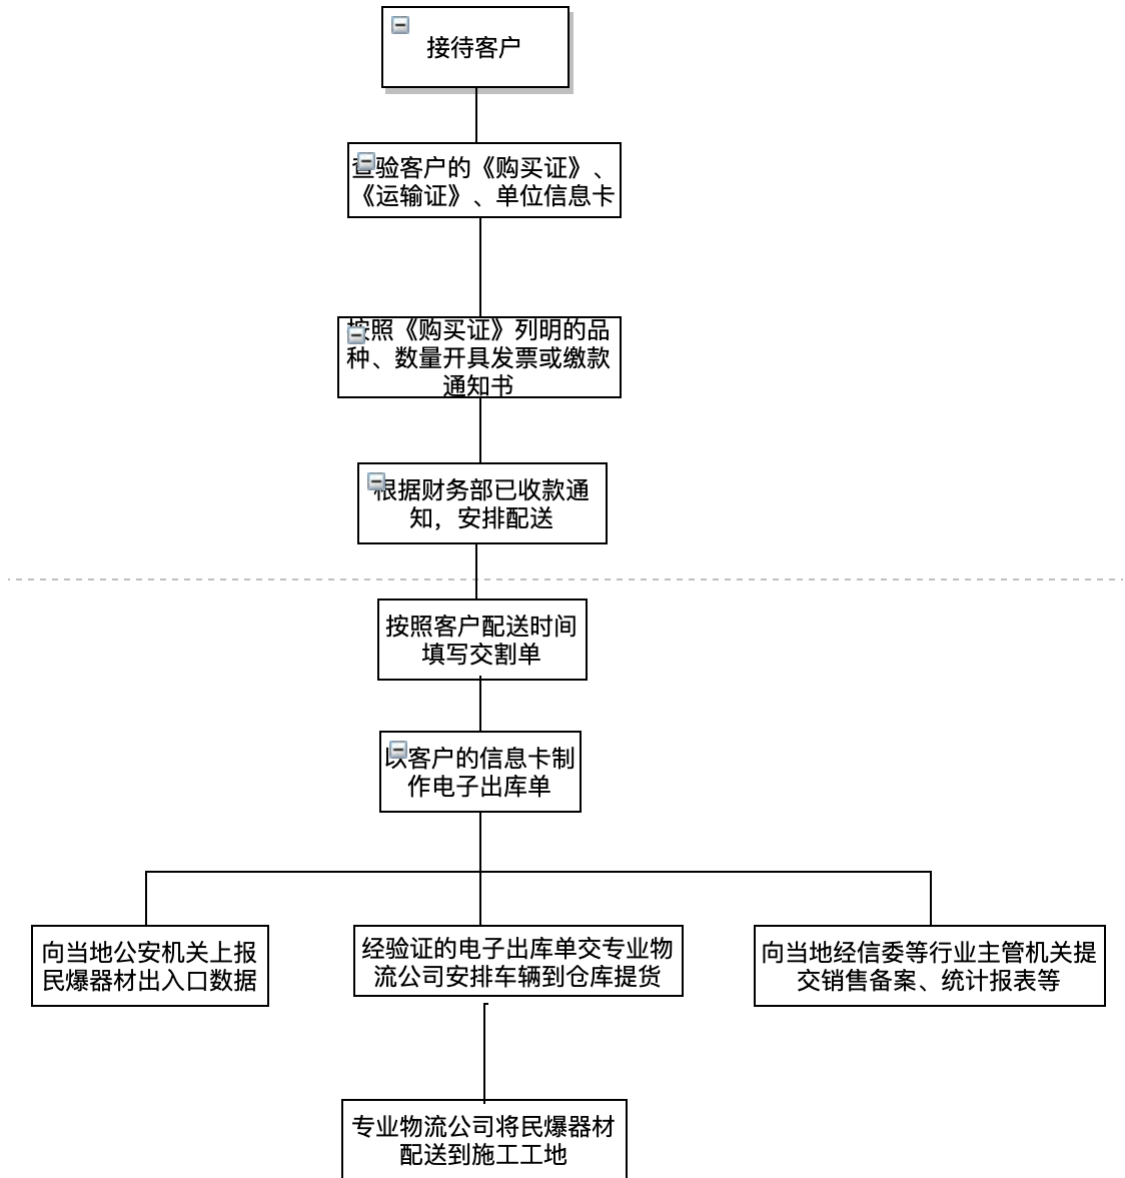 接待客户
查验客户的《购买证》、
《运输证》、单位信息卡
按照《购买证》列明的品
种、数量开具发票或缴款
通知书
根据财务部已收款通
知，安排配送
按照客户配送时间
填写交割单
以客户的信息卡制
作电子出库单
向当地公安机关上报
民爆器材出入口数据
经验证的电子出库单交专业物
流公司安排车辆到仓库提货
向当地经信委等行业主管机关提
交销售备案、统计报表等
专业物流公司将民爆器材
配送到施工工地